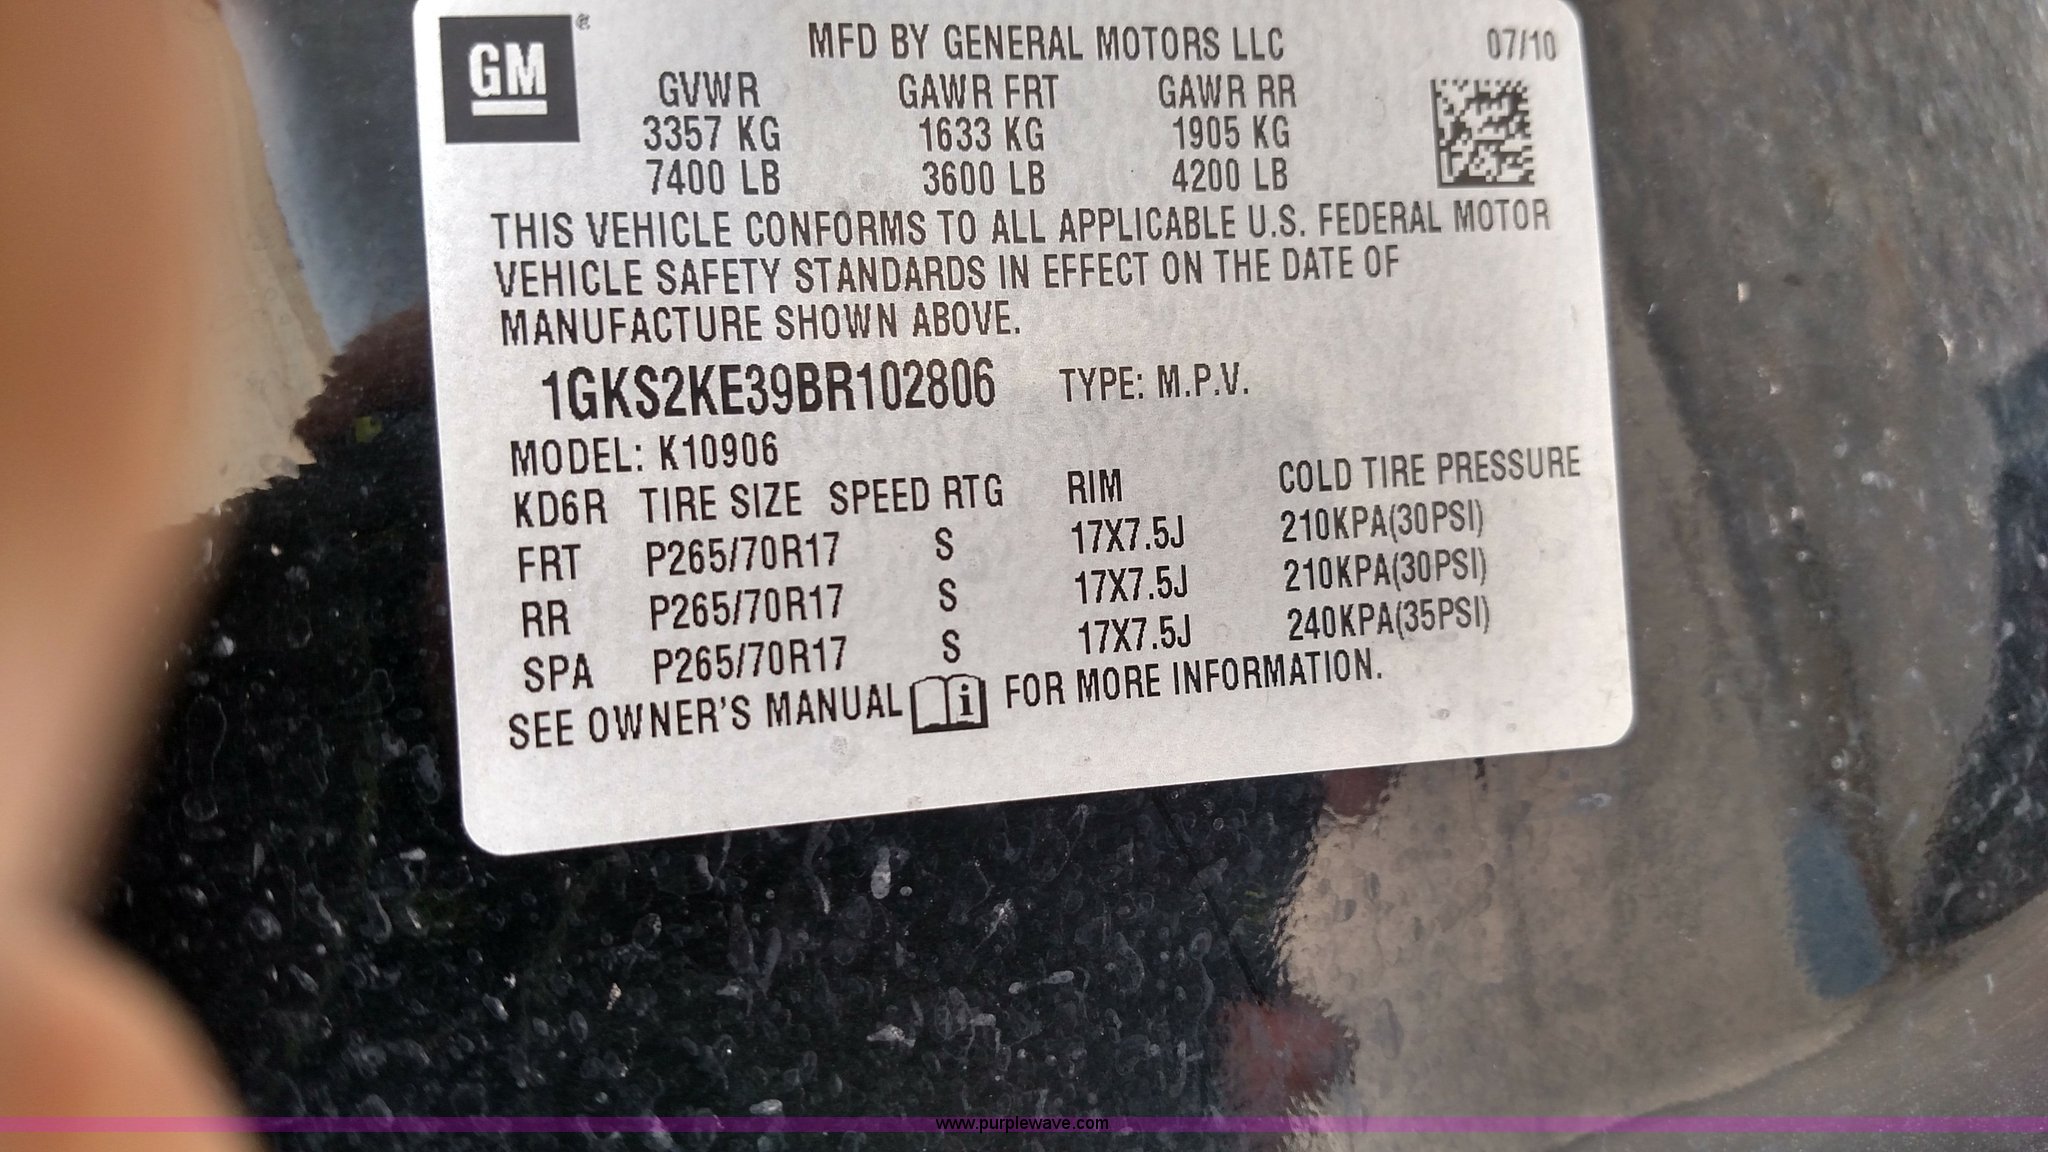 GM
MFD BY GENERAL MOTORS LLC 07/10
GVWR GAWR FRT GAWR RR
3357 KG 1633 KG 1905 KG
7400 LB 3600 LB 4200 LB
THIS VEHICLE CONFORMS TO ALL APPLICABLE U.S. FEDERAL MOTOR
VEHICLE SAFETY STANDARDS IN EFFECT ON THE DATE OF
MANUFACTURE SHOWN ABOVE.
1GKS2KE39BR102806 TYPE: M.P.V.
MODEL: K10906
KD6R TIRE SIZE SPEED RTG RIM COLD TIRE PRESSURE
FRT P265/70R17 S 17X7.5J 210KPA(30PSI)
RR P265/70R17 S 17X7.5J 210KPA(30PSI)
SPA P265/70R17 S 17X7.5J 240KPA(35PSI)
SEE OWNER'S MANUAL i FOR MORE INFORMATION.
www.purplewave.com